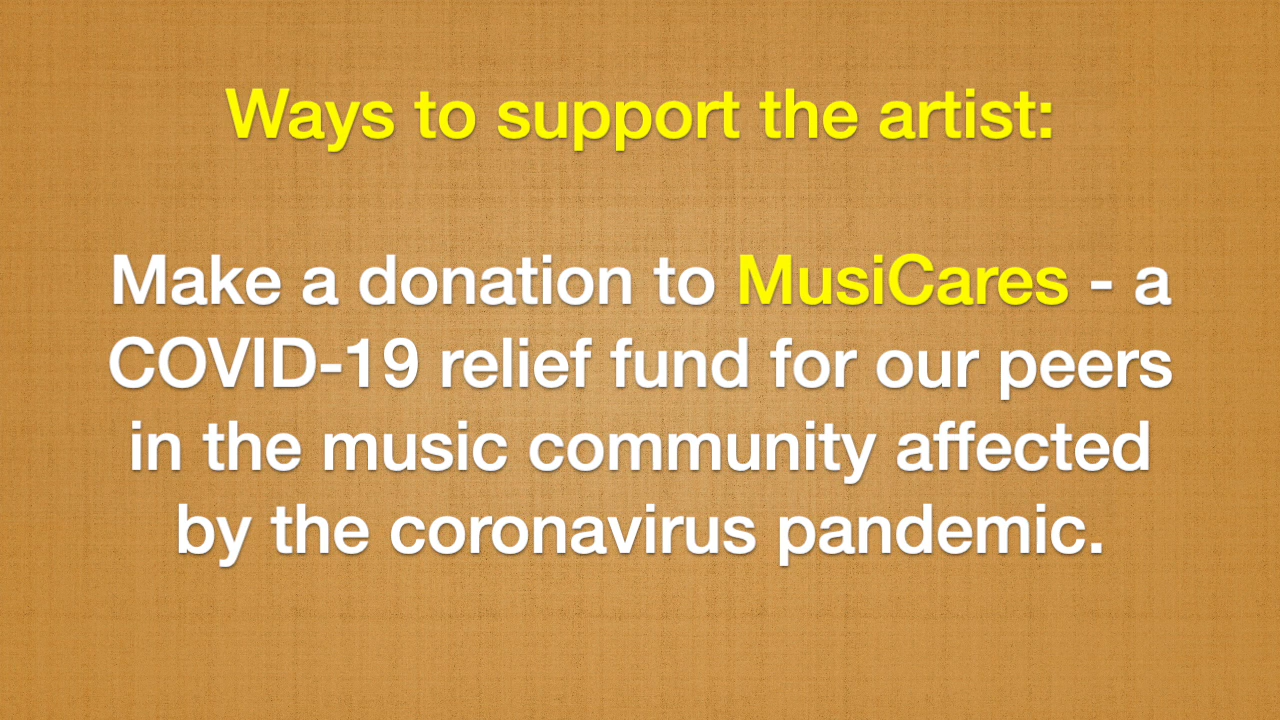 Ways to support the artist:
Make a donation to MusiCares - a
COVID-19 relief fund for our peers
in the music community affected
by the coronavirus pandemic.